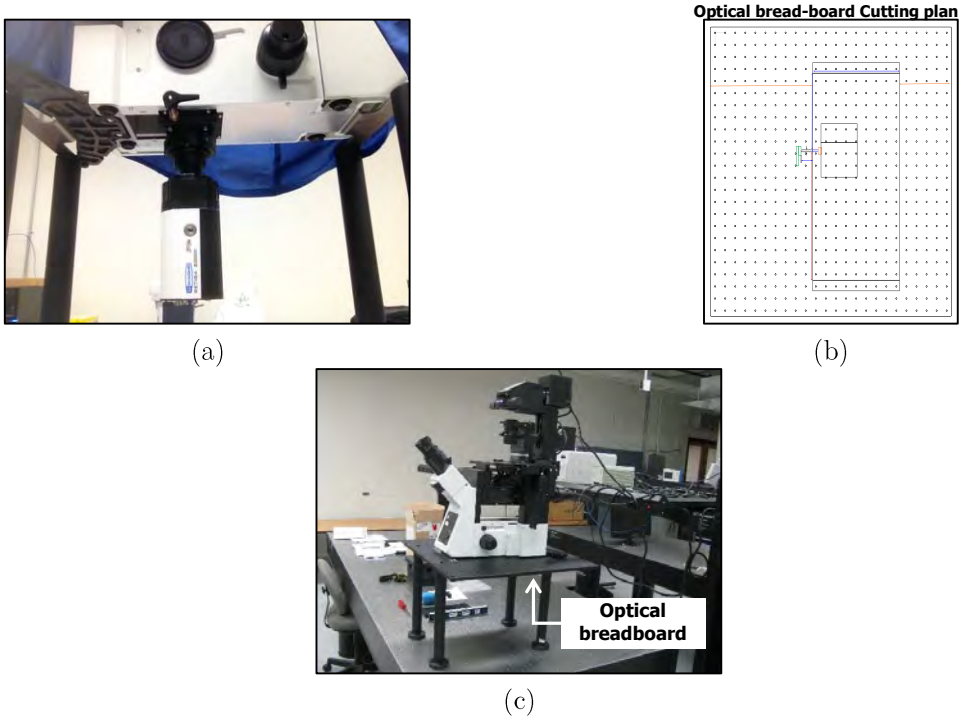 Optical bread-board Cutting plan
(a)
(b)
Optical
breadboard
(c)